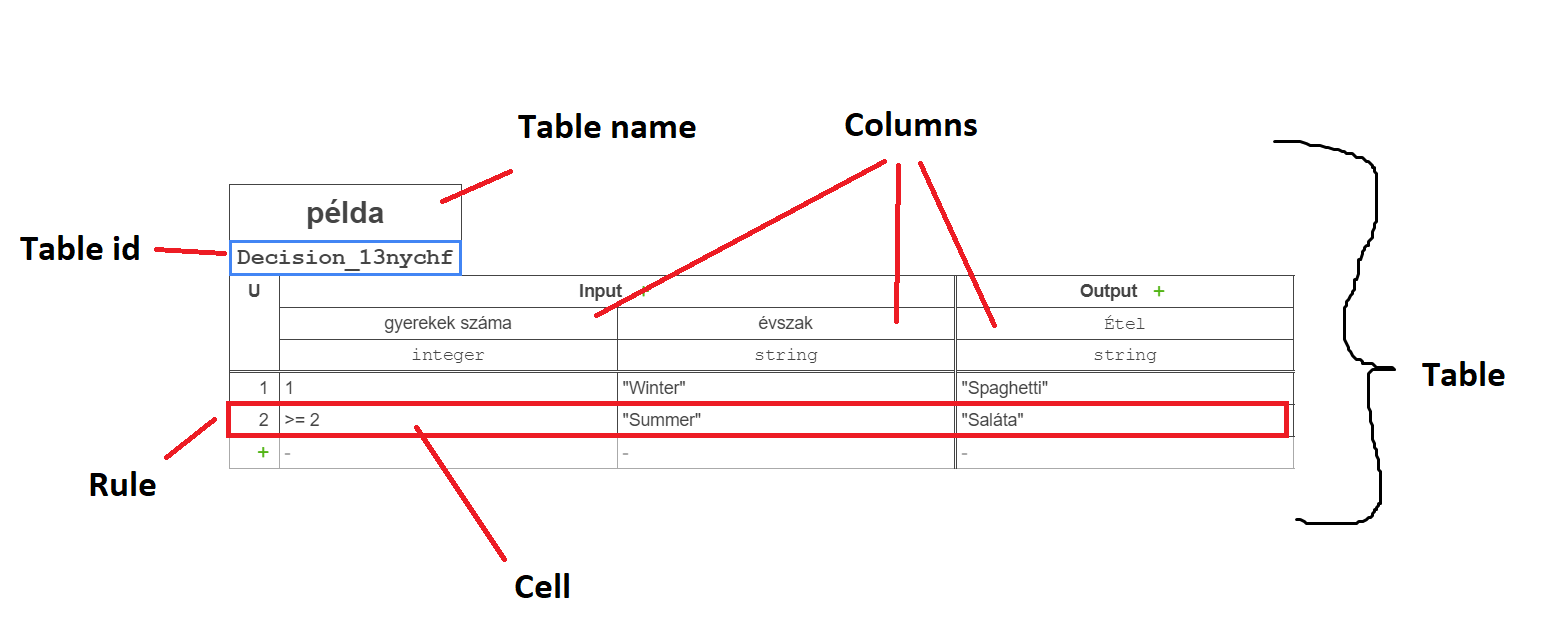 Table name
Columns
példa
Table id
Decision_13nychf
U Input + Output +
gyerekek száma évszak Étel
integer string string
1 1 "Winter" "Spaghetti"
Table
2 >= 2 "Summer" "Saláta"
+ - - -
Rule
Cell